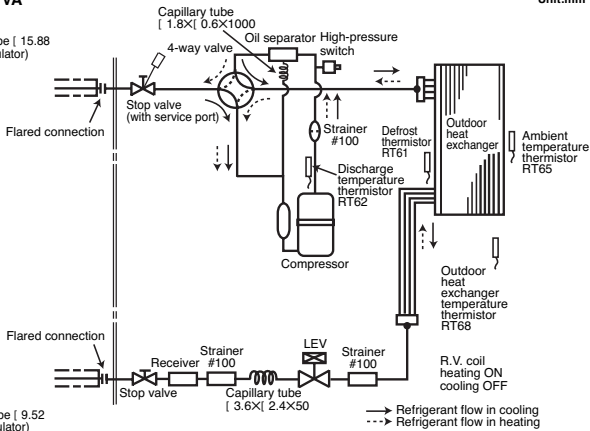 VA
Unit:mm
Capillary tube
[ 1.8×[ 0.6×1000
be [ 15.88
ulator)
4-way valve
Oil separator
High-pressure
switch
Stop valve
(with service port)
Flared connection
Strainer
#100
Discharge
temperature
thermistor
RT62
Compressor
Defrost
thermistor
RT61
Outdoor
heat
exchanger
Ambient
temperature
thermistor
RT65
Outdoor
heat
exchanger
temperature
thermistor
RT68
Flared connection
Stop valve
Receiver
Strainer
#100
Capillary tube
[ 3.6×[ 2.4×50
LEV
Strainer
#100
R.V. coil
heating ON
cooling OFF
Refrigerant flow in cooling
Refrigerant flow in heating
be [ 9.52
ulator)